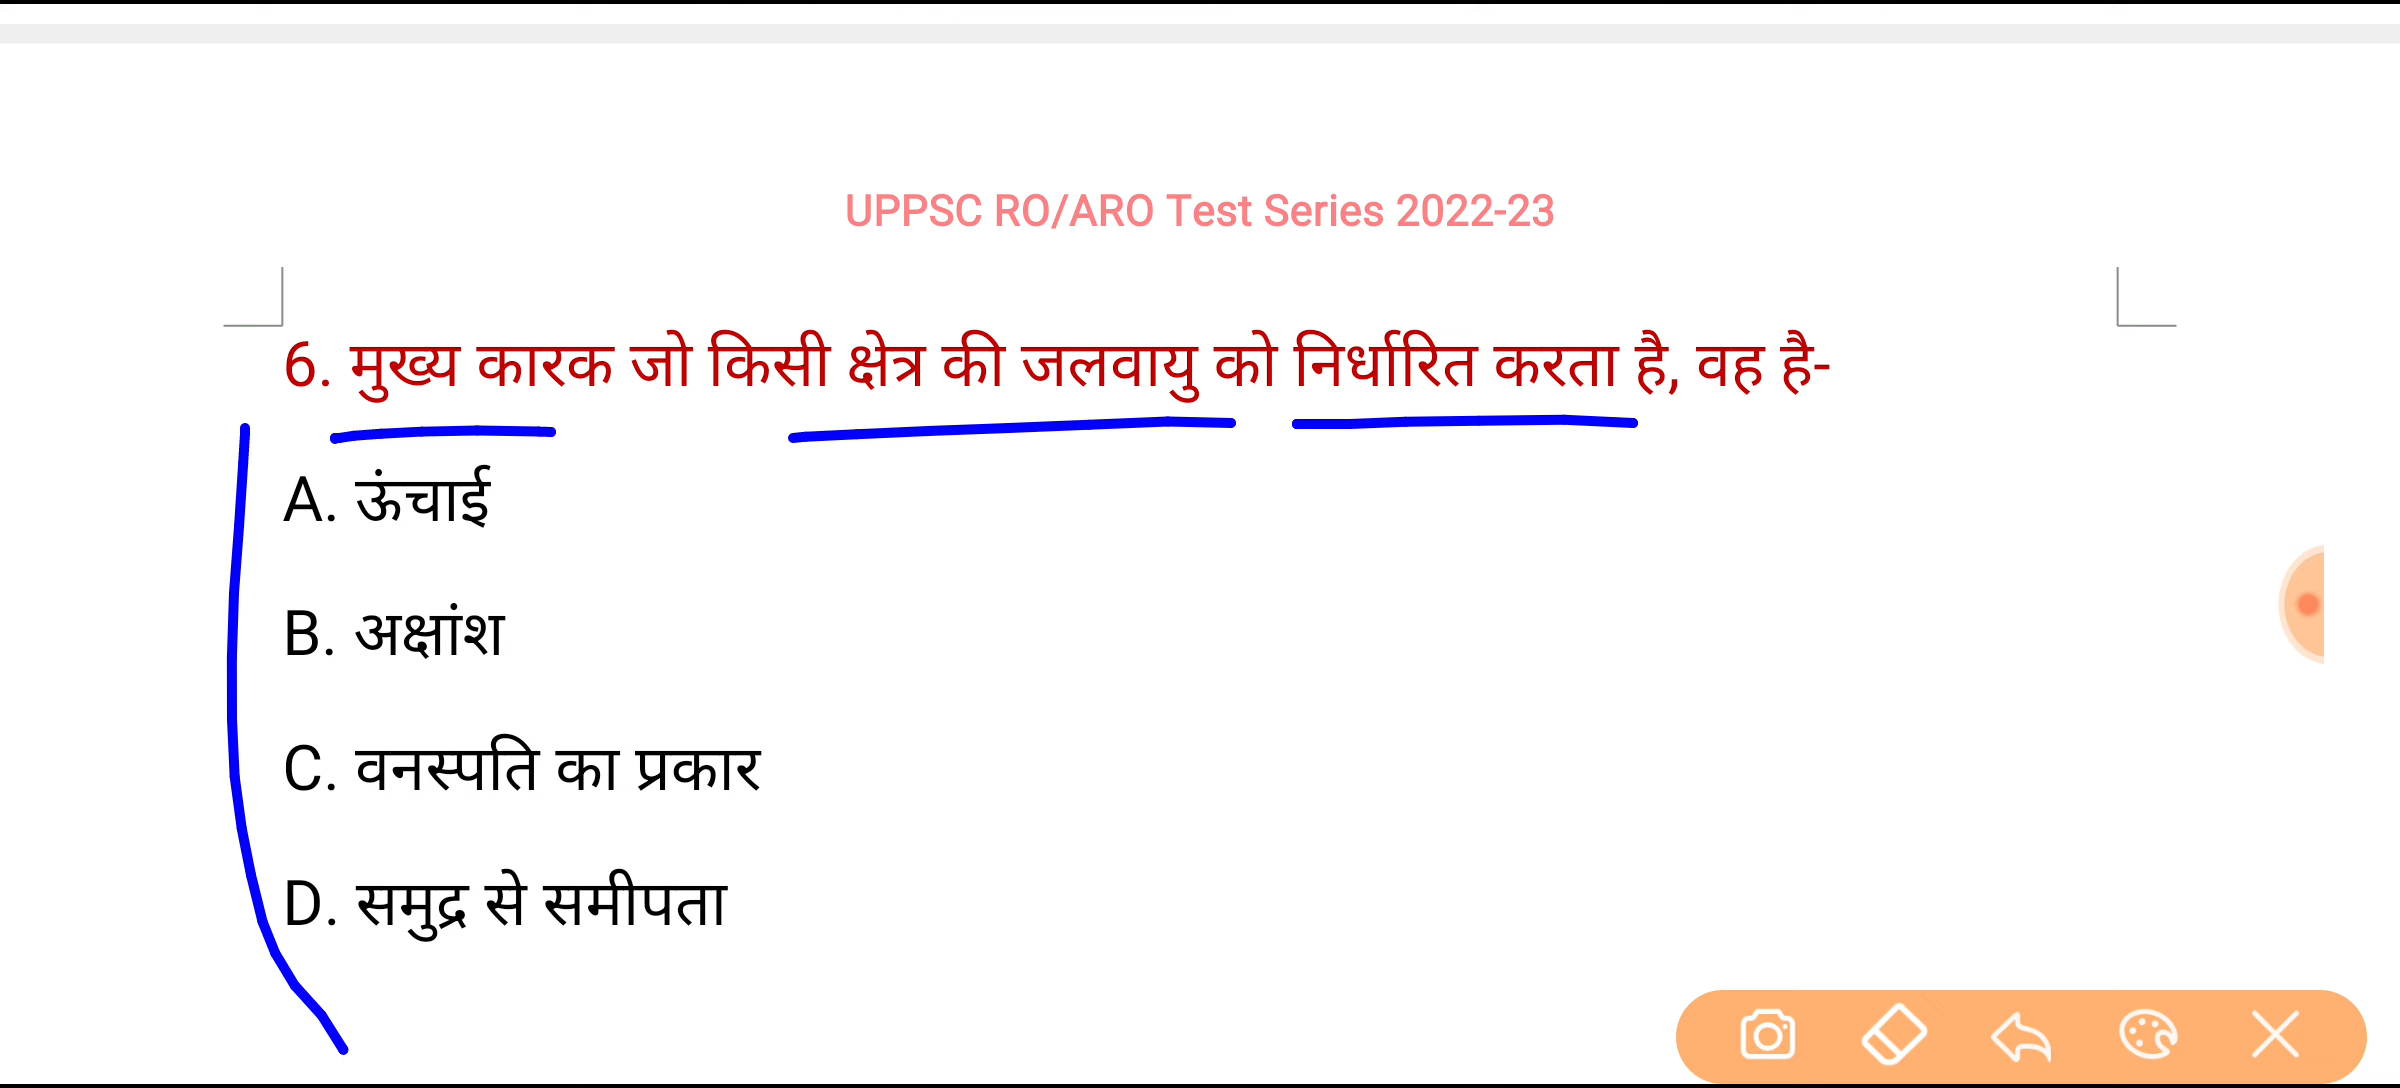 UPPSC RO/ARO Test Series 2022-23
6. मुख्य कारक जो किसी क्षेत्र की जलवायु को निर्धारित करता है, वह है-
A. ऊंचाई
B. अक्षांश
C. वनस्पति का प्रकार
D. समुद्र से समीपता